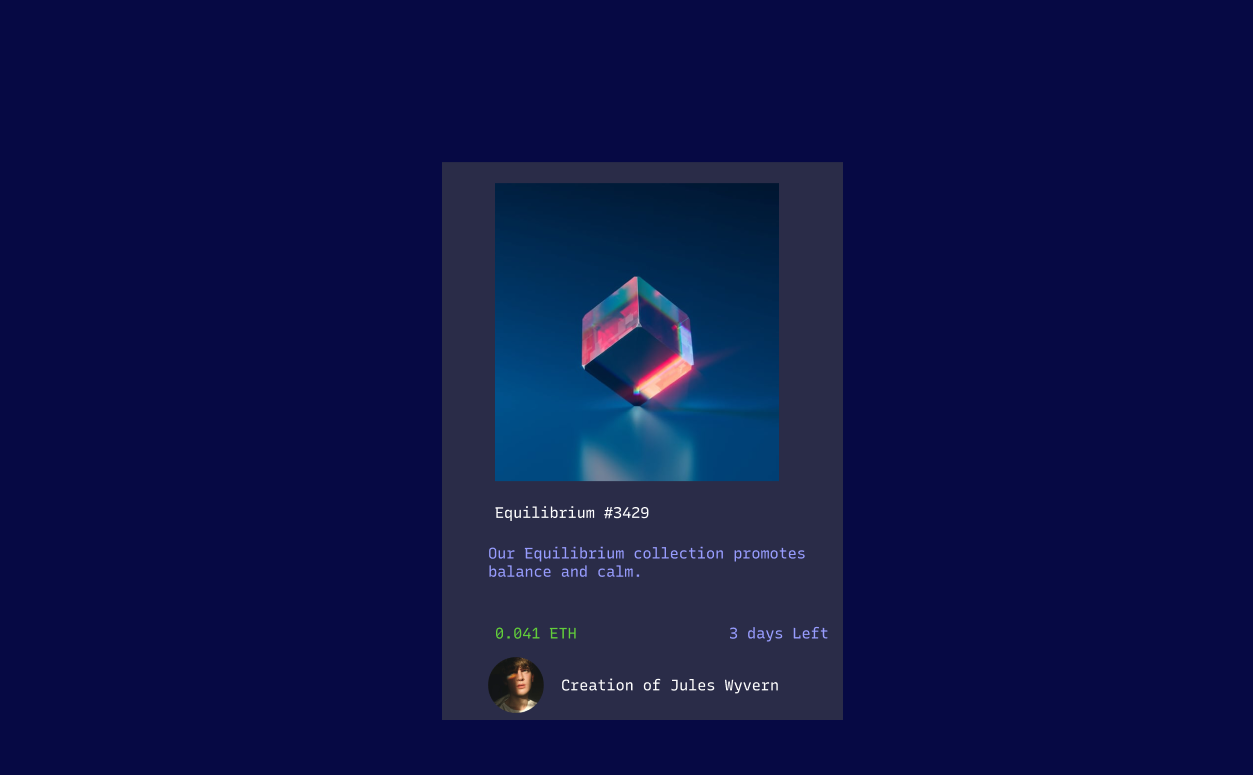 Equilibrium #3429
Our Equilibrium collection promotes
balance and calm.
0.041 ETH
3 days Left
Creation of Jules Wyvern